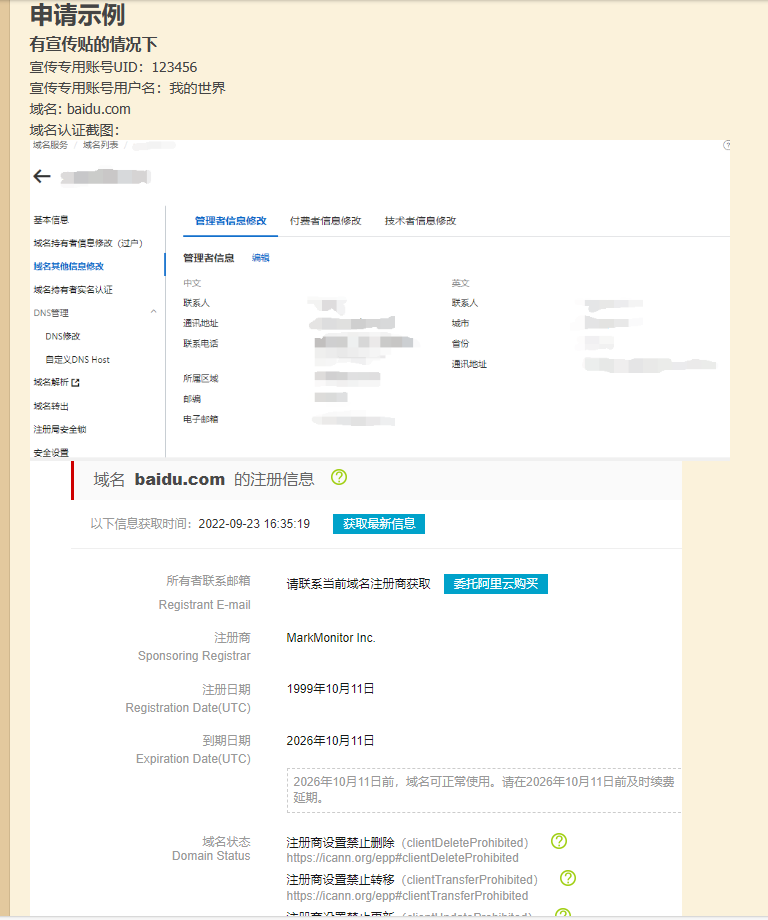 申请示例
有宣传贴的情况下
宣传专用账号UID：123456
宣传专用账号用户名：我的世界
域名: baidu.com
域名认证截图：
域名服务 / 域名列表 /
基本信息
域名持有者信息修改（过户）
域名其他信息修改
域名持有者实名认证
DNS管理
DNS修改
自定义DNS Host
域名解析
域名转出
注册局安全锁
安全设置
管理者信息修改 付费者信息修改 技术者信息修改
管理者信息 编辑
中文
联系人
通讯地址
联系电话
所属区域
邮编
电子邮箱
英文
联系人
城市
省份
通讯地址
域名 baidu.com 的注册信息
以下信息获取时间：2022-09-23 16:35:19 获取最新信息
所有者联系邮箱 请联系当前域名注册商获取 委托阿里云购买
Registrant E-mail
注册商 MarkMonitor Inc.
Sponsoring Registrar
注册日期 1999年10月11日
Registration Date(UTC)
到期日期 2026年10月11日
Expiration Date(UTC)
2026年10月11日前，域名可正常使用。请在2026年10月11日前及时续费
延期。
域名状态 注册商设置禁止删除（clientDeleteProhibited）
Domain Status https://icann.org/epp#clientDeleteProhibited
注册商设置禁止转移（clientTransferProhibited）
https://icann.org/epp#clientTransferProhibited
注册商设置禁止更新（clientUpdateProhibited）